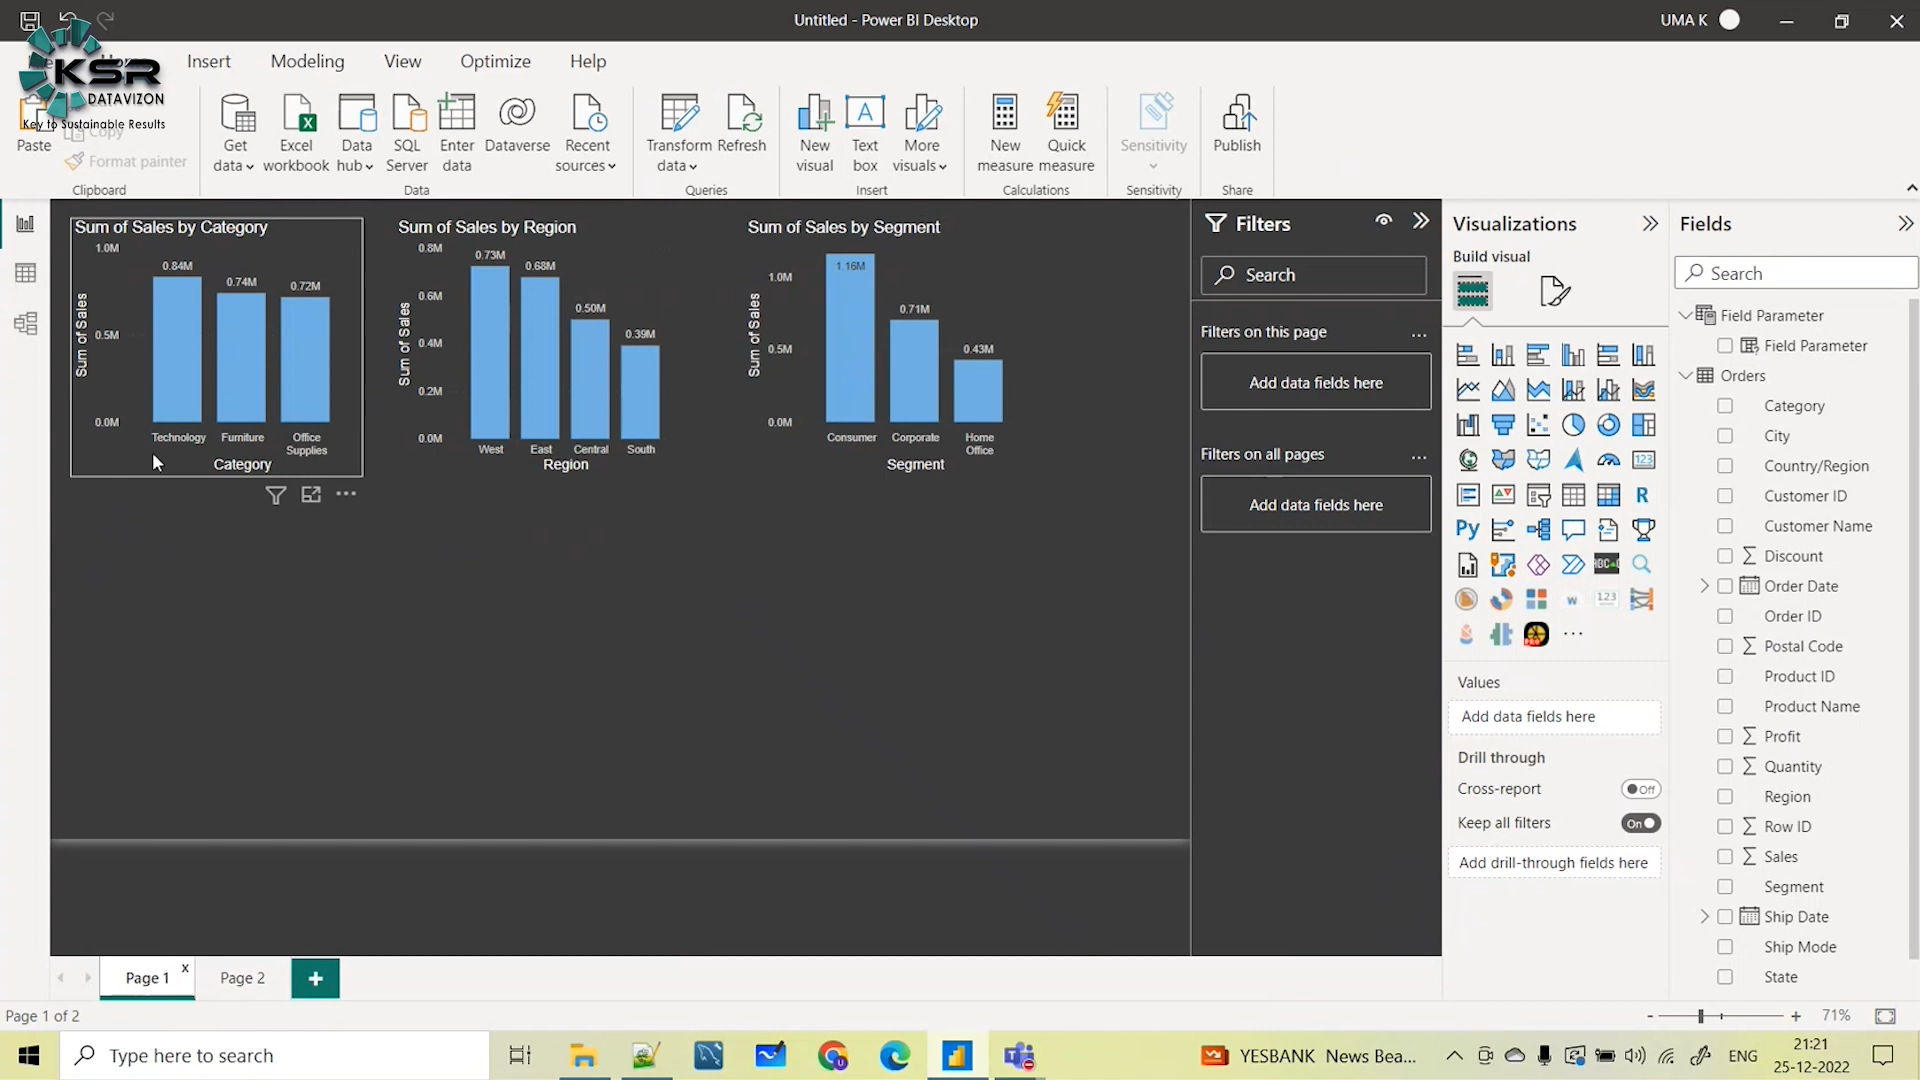 Untitled - Power BI Desktop
UMA K
KSR
DATAVIZON
Key to Sustainable Results
Insert
Modeling
View
Optimize
Help
Paste
Copy
Format painter
Clipboard
Get data
Excel workbook
Data hub
SQL Server
Enter data
Dataverse
Recent sources
Data
Transform data
Refresh
Queries
New visual
Text box
More visuals
Insert
New measure
Quick measure
Calculations
Sensitivity
Sensitivity
Publish
Share
Sum of Sales by Category
Sum of Sales
1.0M
0.5M
0.0M
0.84M
0.74M
0.72M
Technology
Furniture
Office Supplies
Category
Sum of Sales by Region
Sum of Sales
0.8M
0.6M
0.4M
0.2M
0.0M
0.73M
0.68M
0.50M
0.39M
West
East
Central
South
Region
Sum of Sales by Segment
Sum of Sales
1.0M
0.5M
0.0M
1.16M
0.71M
0.43M
Consumer
Corporate
Home Office
Segment
Filters
Search
Filters on this page
...
Add data fields here
Filters on all pages
...
Add data fields here
Visualizations
Build visual
123
R
Py
123
Values
Add data fields here
Drill through
Cross-report
Off
Keep all filters
On
Add drill-through fields here
Fields
Search
Field Parameter
Field Parameter
Orders
Category
City
Country/Region
Customer ID
Customer Name
Discount
Order Date
Order ID
Postal Code
Product ID
Product Name
Profit
Quantity
Region
Row ID
Sales
Segment
Ship Date
Ship Mode
State
Page 1
x
Page 2
+
Page 1 of 2
- + 71%
Type here to search
YESBANK News Bea...
ENG
21:21
25-12-2022